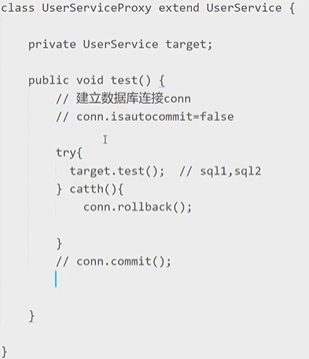 class UserServiceProxy extend UserService {
private UserService target;
public void test() {
// 建立数据库连接conn
// conn.isautocommit=false
try{
target.test(); // sql1,sql2
} catth(){
conn.rollback();
}
// conn.commit();
}
}